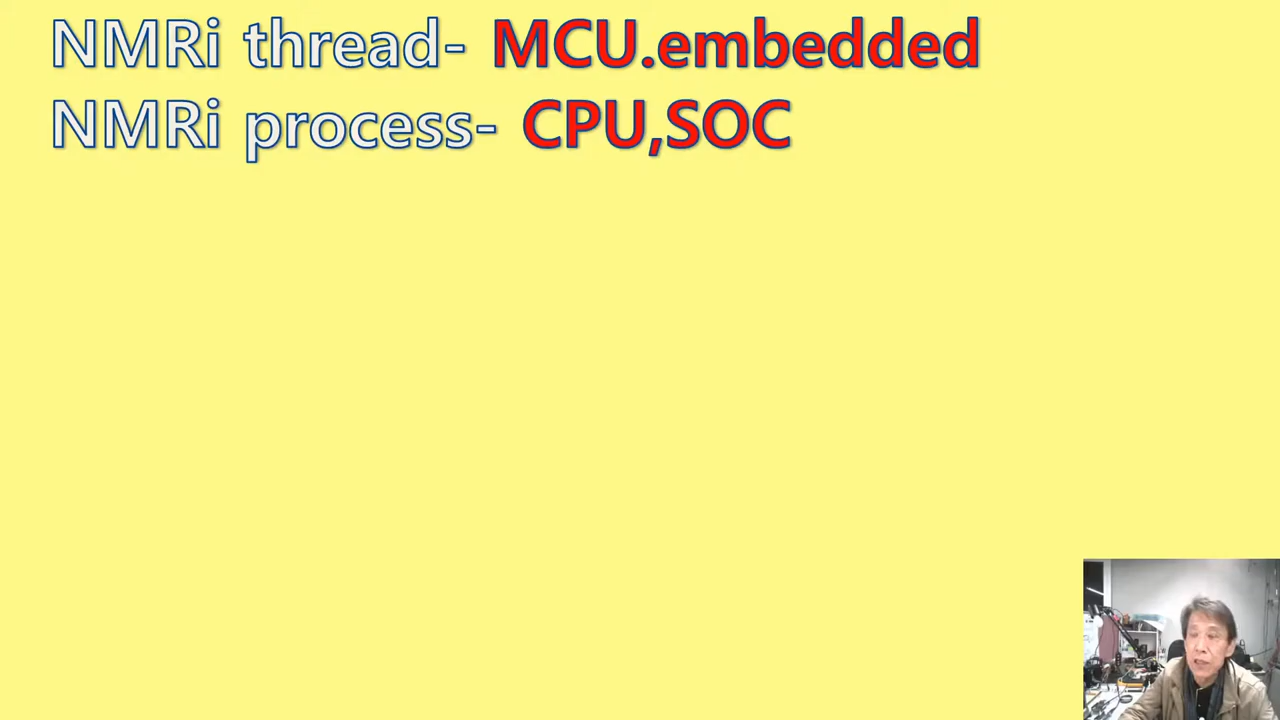 NMRi thread- MCU.embedded
NMRi process- CPU,SOC